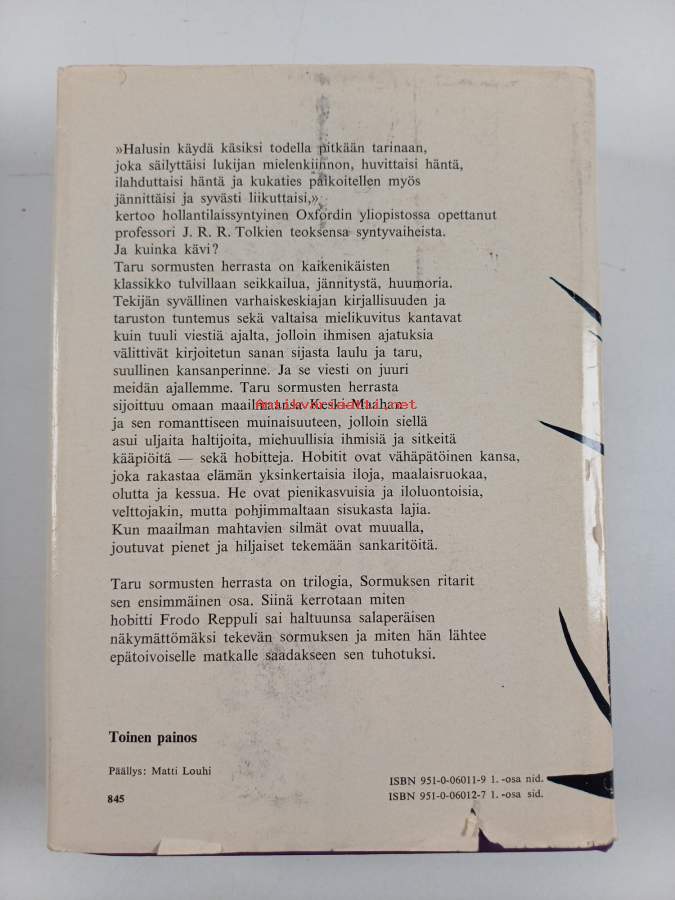 »Halusin käydä käsiksi todella pitkään tarinaan,
joka säilyttäisi lukijan mielenkiinnon, huvittaisi häntä,
ilahduttaisi häntä ja kukaties paikoitellen myös
jännittäisi ja syvästi liikuttaisi,»
kertoo hollantilaissyntyinen Oxfordin yliopistossa opettanut
professori J. R. R. Tolkien teoksensa syntyvaiheista.
Ja kuinka kävi?
Taru sormusten herrasta on kaikenikäisten
klassikko tulvillaan seikkailua, jännitystä, huumoria.
Tekijän syvällinen varhaiskeskiajan kirjallisuuden ja
taruston tuntemus sekä valtaisa mielikuvitus kantavat
kuin tuuli viestiä ajalta, jolloin ihmisen ajatuksia
välittivät kirjoitetun sanan sijasta laulu ja taru,
suullinen kansanperinne. Ja se viesti on juuri
meidän ajallemme. Taru sormusten herrasta
sijoittuu omaan maailmaansa Keski-Maahan
antikvariaatti.net
ja sen romanttiseen muinaisuuteen, jolloin siellä
asui uljaita haltijoita, miehuullisia ihmisiä ja sitkeitä
kääpiöitä — sekä hobitteja. Hobitit ovat vähäpätöinen kansa,
joka rakastaa elämän yksinkertaisia iloja, maalaisruokaa,
olutta ja kessua. He ovat pienikasvuisia ja iloluontoisia,
velttojakin, mutta pohjimmaltaan sisukasta lajia.
Kun maailman mahtavien silmät ovat muualla,
joutuvat pienet ja hiljaiset tekemään sankaritöitä.
Taru sormusten herrasta on trilogia, Sormuksen ritarit
sen ensimmäinen osa. Siinä kerrotaan miten
hobitti Frodo Reppuli sai haltuunsa salaperäisen
näkymättömäksi tekevän sormuksen ja miten hän lähtee
epätoivoiselle matkalle saadakseen sen tuhotuksi.
Toinen painos
Päällys: Matti Louhi
845
ISBN 951-0-06011-9 1. -osa nid.
ISBN 951-0-06012-7 1. -osa sid.